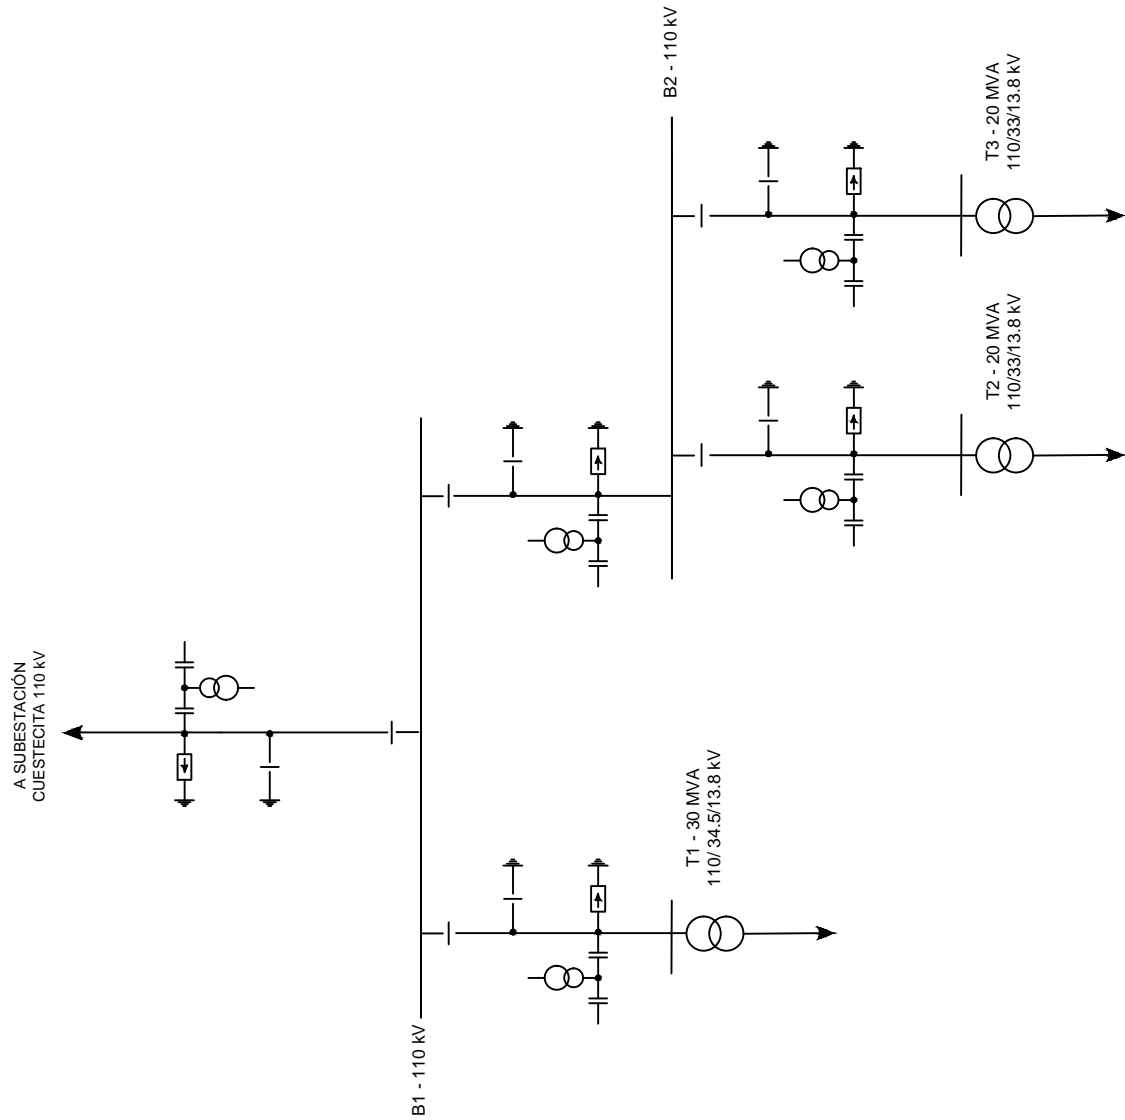 A SUBESTACIÓN
CUESTECITA 110 kV
B2 - 110 kV
B1 - 110 kV
T1 - 30 MVA
110/ 34.5/13.8 kV
T2 - 20 MVA
110/33/13.8 kV
T3 - 20 MVA
110/33/13.8 kV